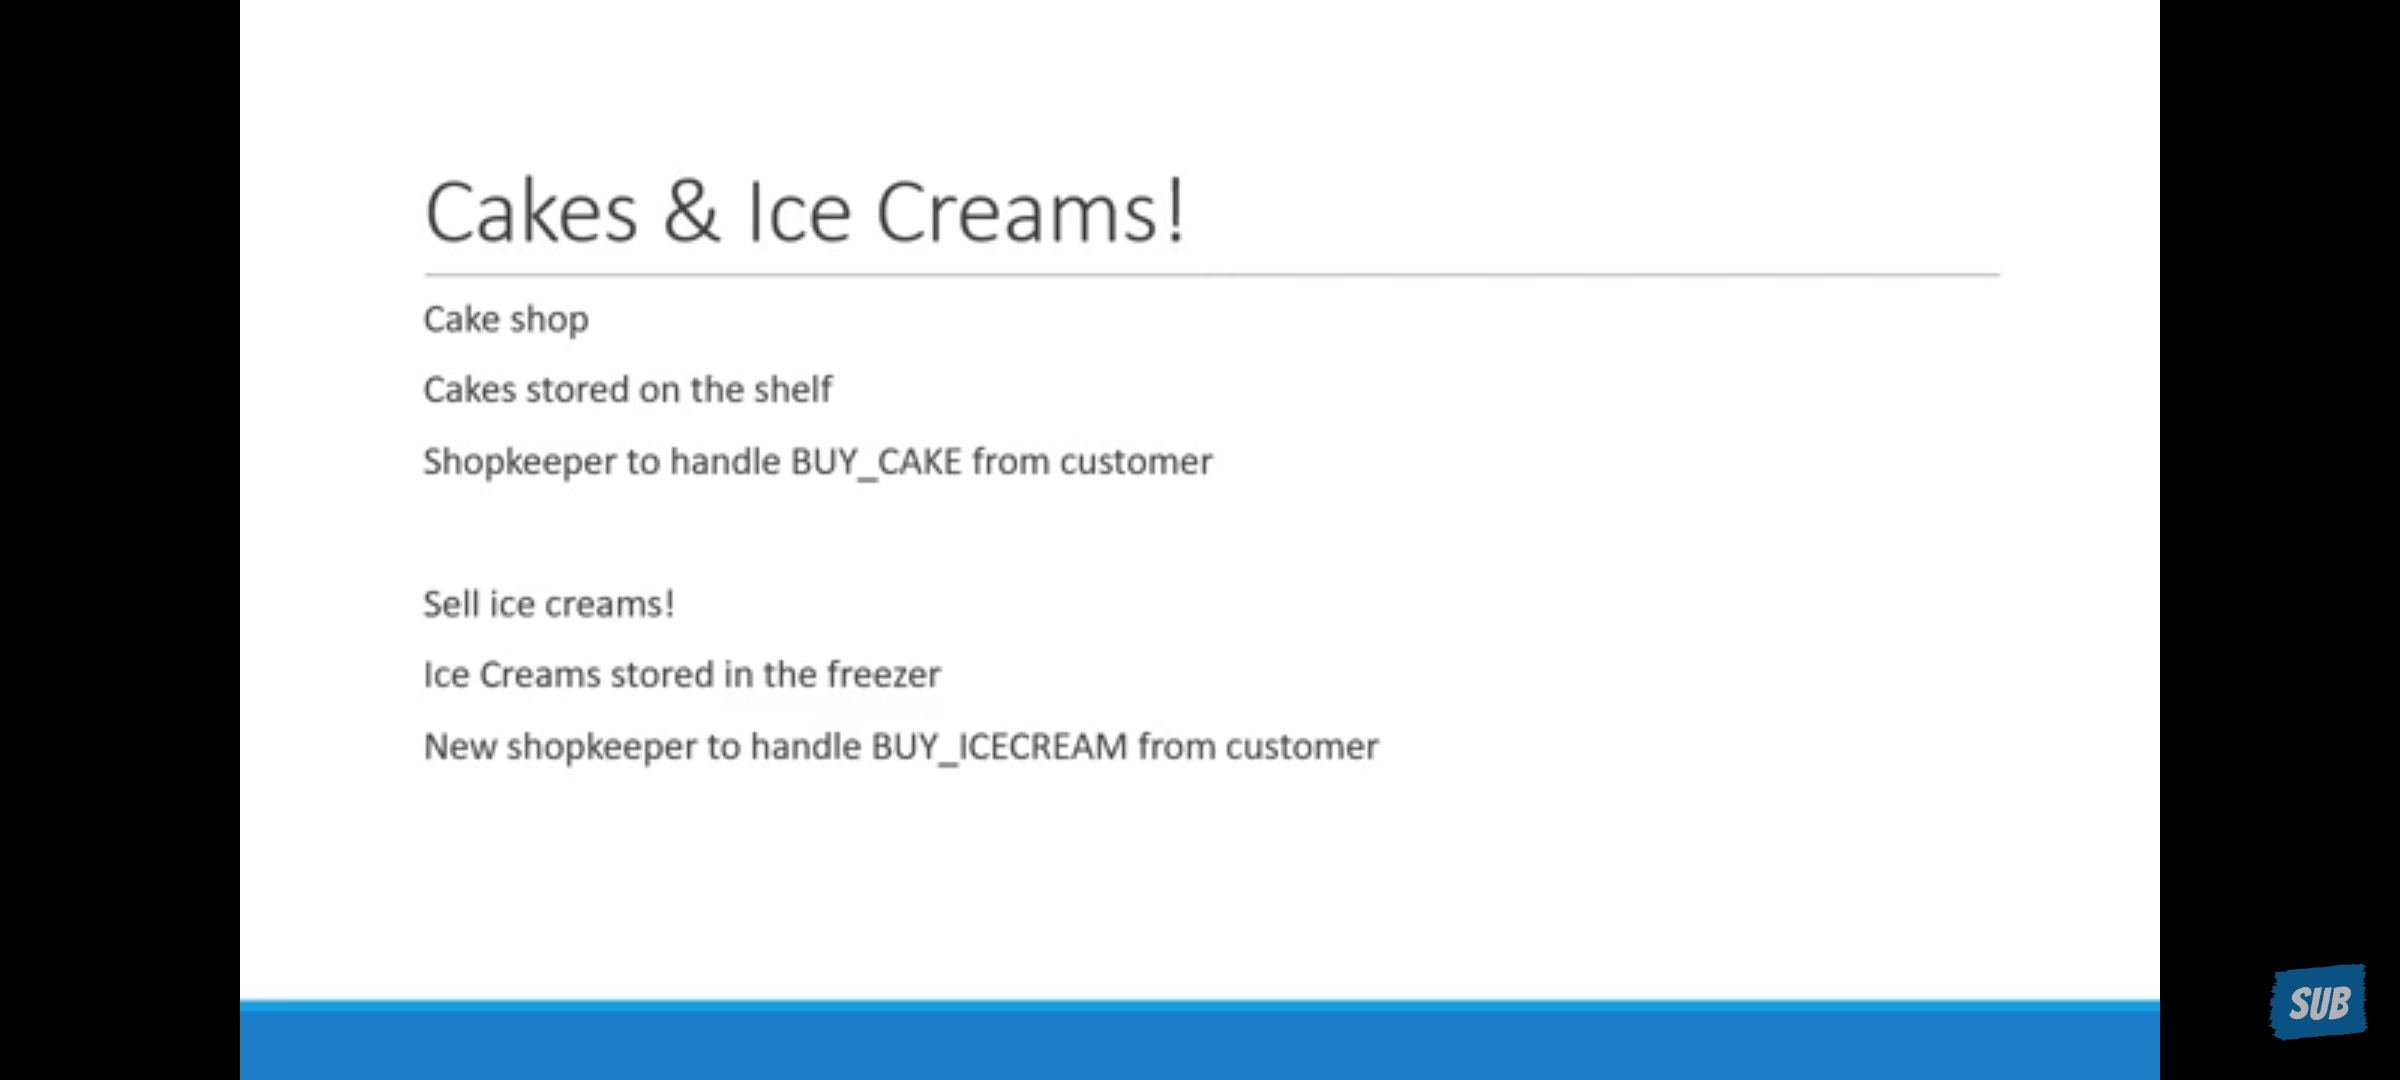 Cakes & Ice Creams!
Cake shop
Cakes stored on the shelf
Shopkeeper to handle BUY_CAKE from customer
Sell ice creams!
Ice Creams stored in the freezer
New shopkeeper to handle BUY_ICECREAM from customer
SUB